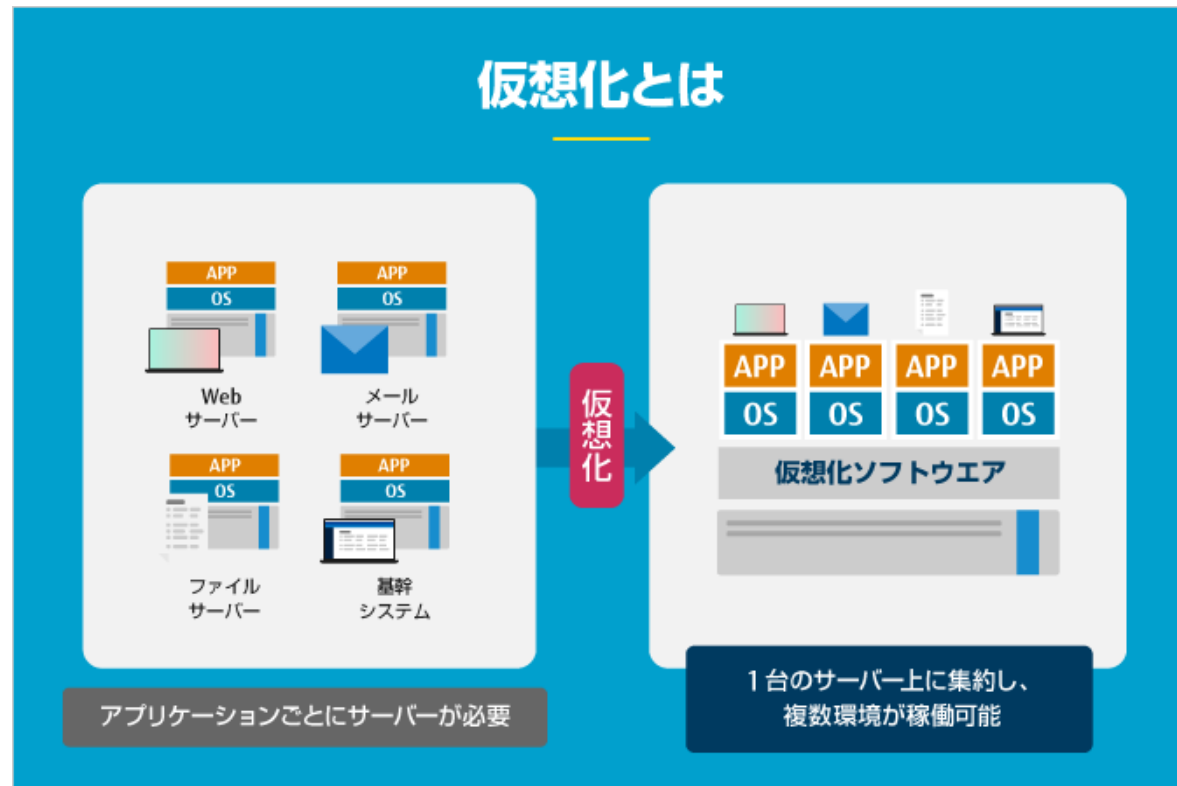 仮想化とは
APP
OS
Web
サーバー
APP
OS
メール
サーバー
APP
OS
ファイル
サーバー
APP
OS
基幹
システム
アプリケーションごとにサーバーが必要
仮想化
APP APP APP APP
OS OS OS OS
仮想化ソフトウエア
1台のサーバー上に集約し、
複数環境が稼働可能